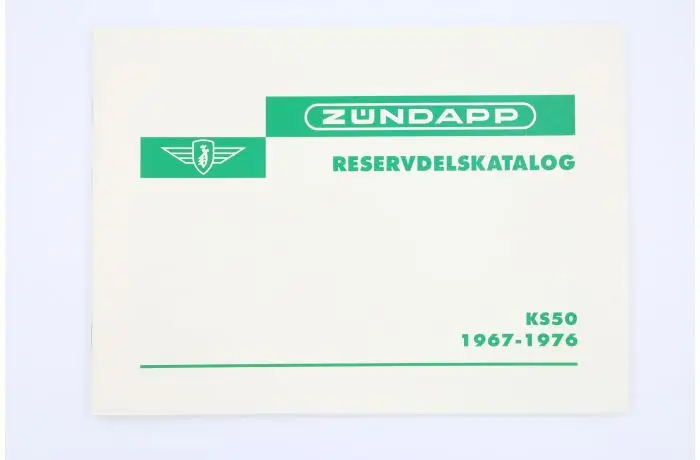 ZÜNDAPP
RESERVDELSKATALOG
KS50
1967-1976